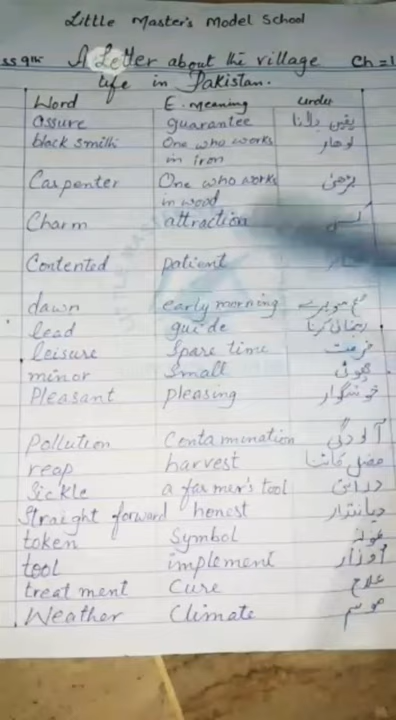 Little Master's Model School
ss 9th A Letter about the village Ch = 1
life in Pakistan.
Word E. Meaning urdu
assure guarantee یقین دلانا
black smith One who works لوہار
in iron
Carpenter One who works بڑھئی
in wood
Charm attraction
Contented patient
dawn early morning صبح سویرے
lead guide رہنمائی کرنا
leisure Spare time فرصت
minor Small
Pleasant pleasing خوشگوار
Pollution Contamination آلودگی
reap harvest فصل کاٹنا
Sickle a farmer's tool درانتی
Straight forward honest دیانتدار
token Symbol
tool implement اوزار
treatment Cure علاج
Weather Climate موسم